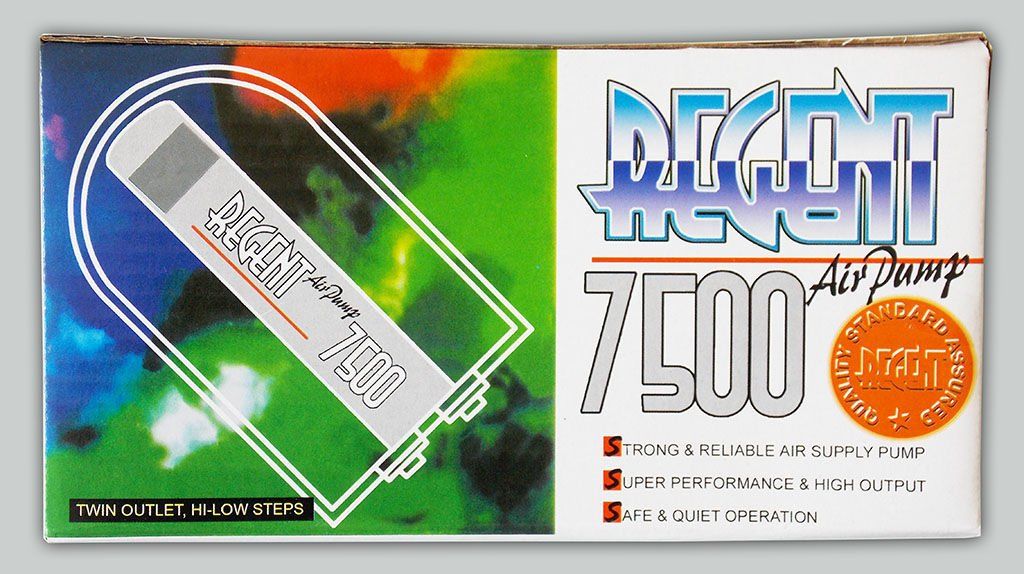 REGENT
Air Pump
7500
TWIN OUTLET, HI-LOW STEPS
REGENT
Air Pump
7500
QUALITY STANDARD ASSURED
REGENT
STRONG & RELIABLE AIR SUPPLY PUMP
SUPER PERFORMANCE & HIGH OUTPUT
SAFE & QUIET OPERATION